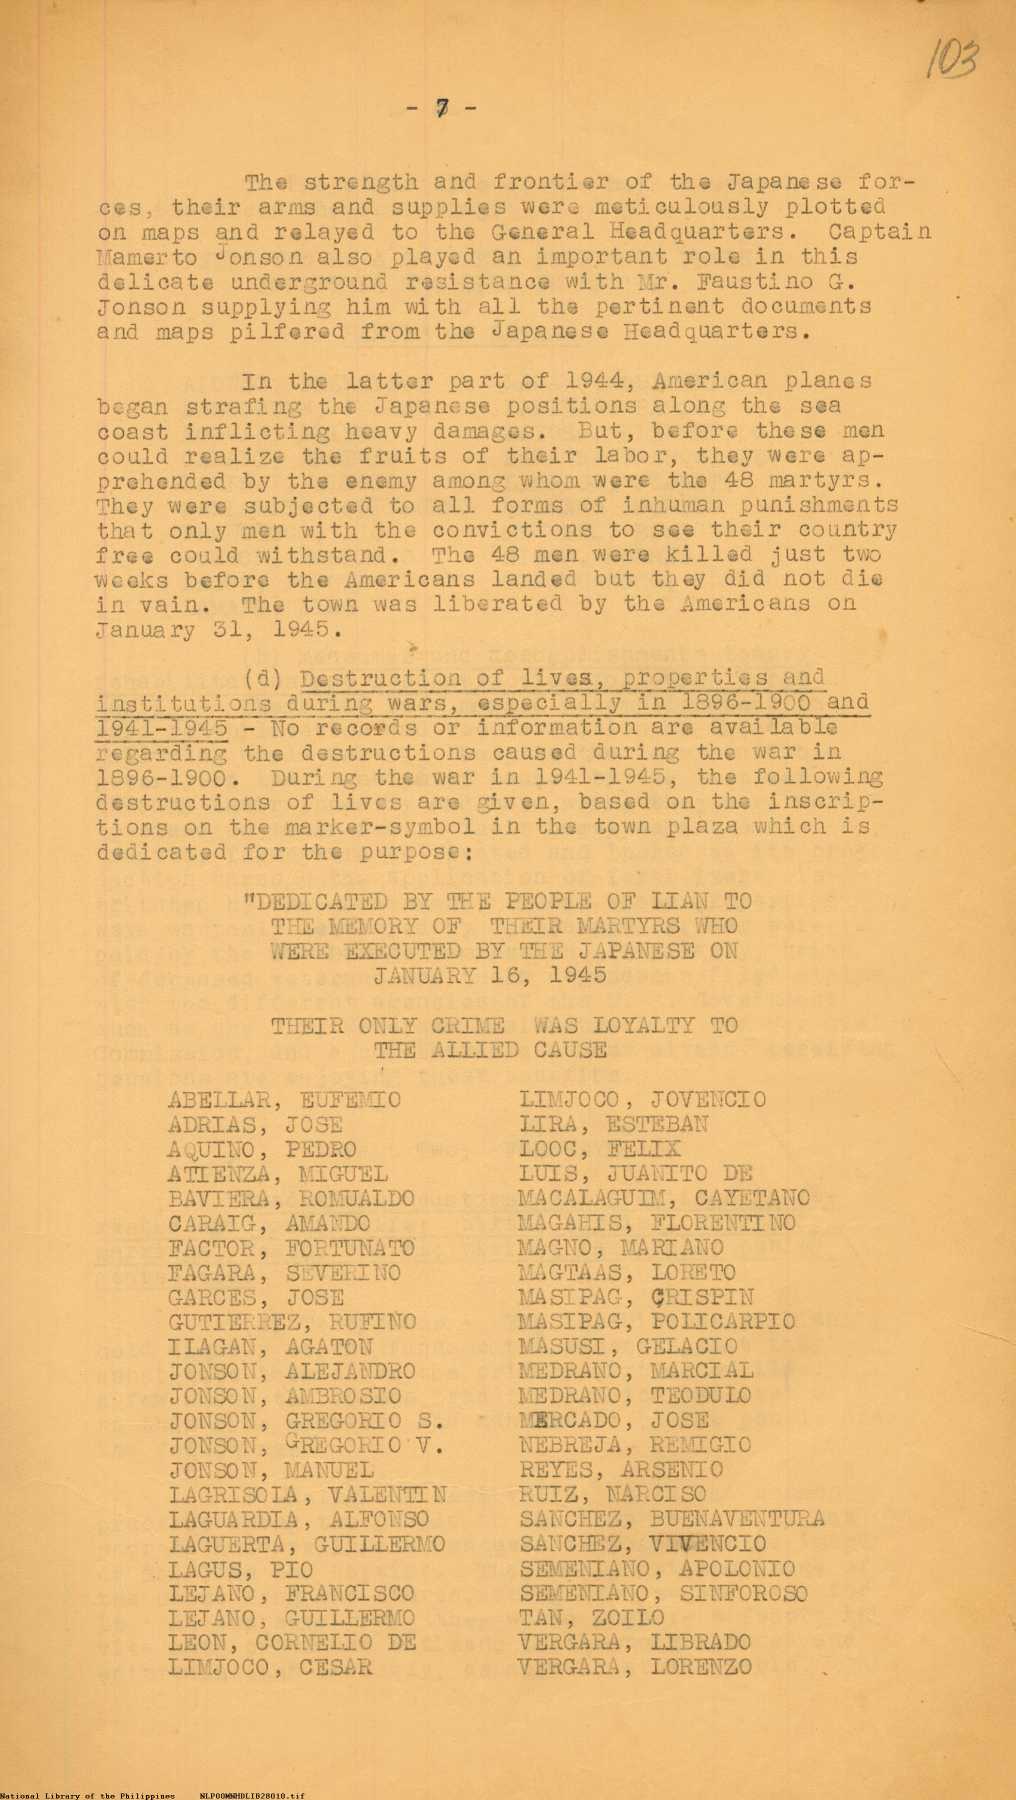 103
- 7 -
The strength and frontier of the Japanese for-
ces, their arms and supplies were meticulously plotted
on maps and relayed to the General Headquarters. Captain
Mamerto Jonson also played an important role in this
delicate underground resistance with Mr. Faustino G.
Jonson supplying him with all the pertinent documents
and maps pilfered from the Japanese Headquarters.
In the latter part of 1944, American planes
began strafing the Japanese positions along the sea
coast inflicting heavy damages. But, before these men
could realize the fruits of their labor, they were ap-
prehended by the enemy among whom were the 48 martyrs.
They were subjected to all forms of inhuman punishments
that only men with the convictions to see their country
free could withstand. The 48 men were killed just two
weeks before the Americans landed but they did not die
in vain. The town was liberated by the Americans on
January 31, 1945.
(d) Destruction of lives, properties and
institutions during wars, especially in 1896-1900 and
1941-1945 - No records or information are available
regarding the destructions caused during the war in
1896-1900. During the war in 1941-1945, the following
destructions of lives are given, based on the inscrip-
tions on the marker-symbol in the town plaza which is
dedicated for the purpose:
"DEDICATED BY THE PEOPLE OF LIAN TO
THE MEMORY OF THEIR MARTYRS WHO
WERE EXECUTED BY THE JAPANESE ON
JANUARY 16, 1945
THEIR ONLY CRIME WAS LOYALTY TO
THE ALLIED CAUSE
ABELLAR, EUFEMIO
ADRIAS, JOSE
AQUINO, PEDRO
ATIENZA, MIGUEL
BAVIERA, ROMUALDO
CARAIG, AMANDO
FACTOR, FORTUNATO
FAGARA, SEVERINO
GARCES, JOSE
GUTIERREZ, RUFINO
ILAGAN, AGATON
JONSON, ALEJANDRO
JONSON, AMBROSIO
JONSON, GREGORIO S.
JONSON, GREGORIO V.
JONSON, MANUEL
LAGRISOLA, VALENTIN
LAGUARDIA, ALFONSO
LAGUERTA, GUILLERMO
LAGUS, PIO
LEJANO, FRANCISCO
LEJANO, GUILLERMO
LEON, CORNELIO DE
LIMJOCO, CESAR
LIMJOCO, JOVENCIO
LIRA, ESTEBAN
LOOC, FELIX
LUIS, JUANITO DE
MACALAGUIM, CAYETANO
MAGAHIS, FLORENTINO
MAGNO, MARIANO
MAGTAAS, LORETO
MASIPAG, CRISPIN
MASIPAG, POLICARPIO
MASUSI, GELACIO
MEDRANO, MARCIAL
MEDRANO, TEODULO
MERCADO, JOSE
NEBREJA, REMIGIO
REYES, ARSENIO
RUIZ, NARCISO
SANCHEZ, BUENAVENTURA
SANCHEZ, VIVENCIO
SEMENIANO, APOLONIO
SEMENIANO, SINFOROSO
TAN, ZOILO
VERGARA, LIBRADO
VERGARA, LORENZO
National Library of the Philippines NLPOOMNHDLIB28010.tif